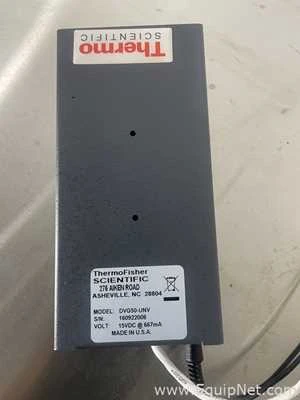 Thermo
SCIENTIFIC
ThermoFisher
SCIENTIFIC
276 AIKEN ROAD
ASHEVILLE, NC 28804
MODEL: DVG50-UNV
S/N: 160922006
VOLT: 15VDC @ 667mA
MADE IN U.S.A.
© EquipNet
www.EquipNet.com